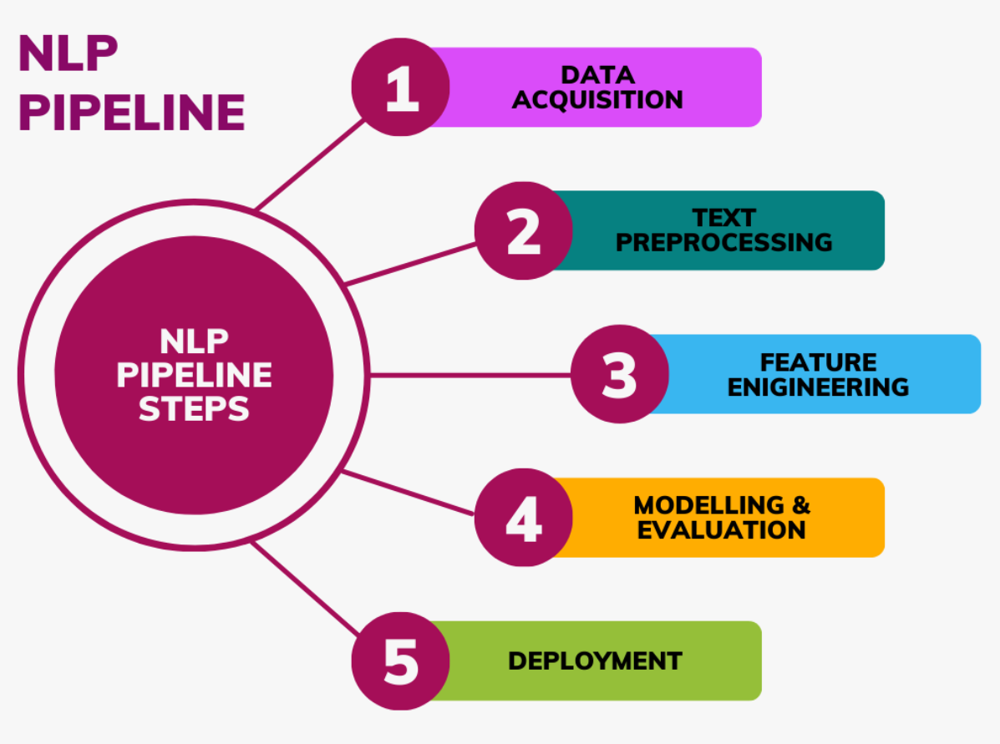 NLP
PIPELINE
1
DATA
ACQUISITION
2
TEXT
PREPROCESSING
NLP
PIPELINE
STEPS
3
FEATURE
ENIGINEERING
4
MODELLING &
EVALUATION
5
DEPLOYMENT